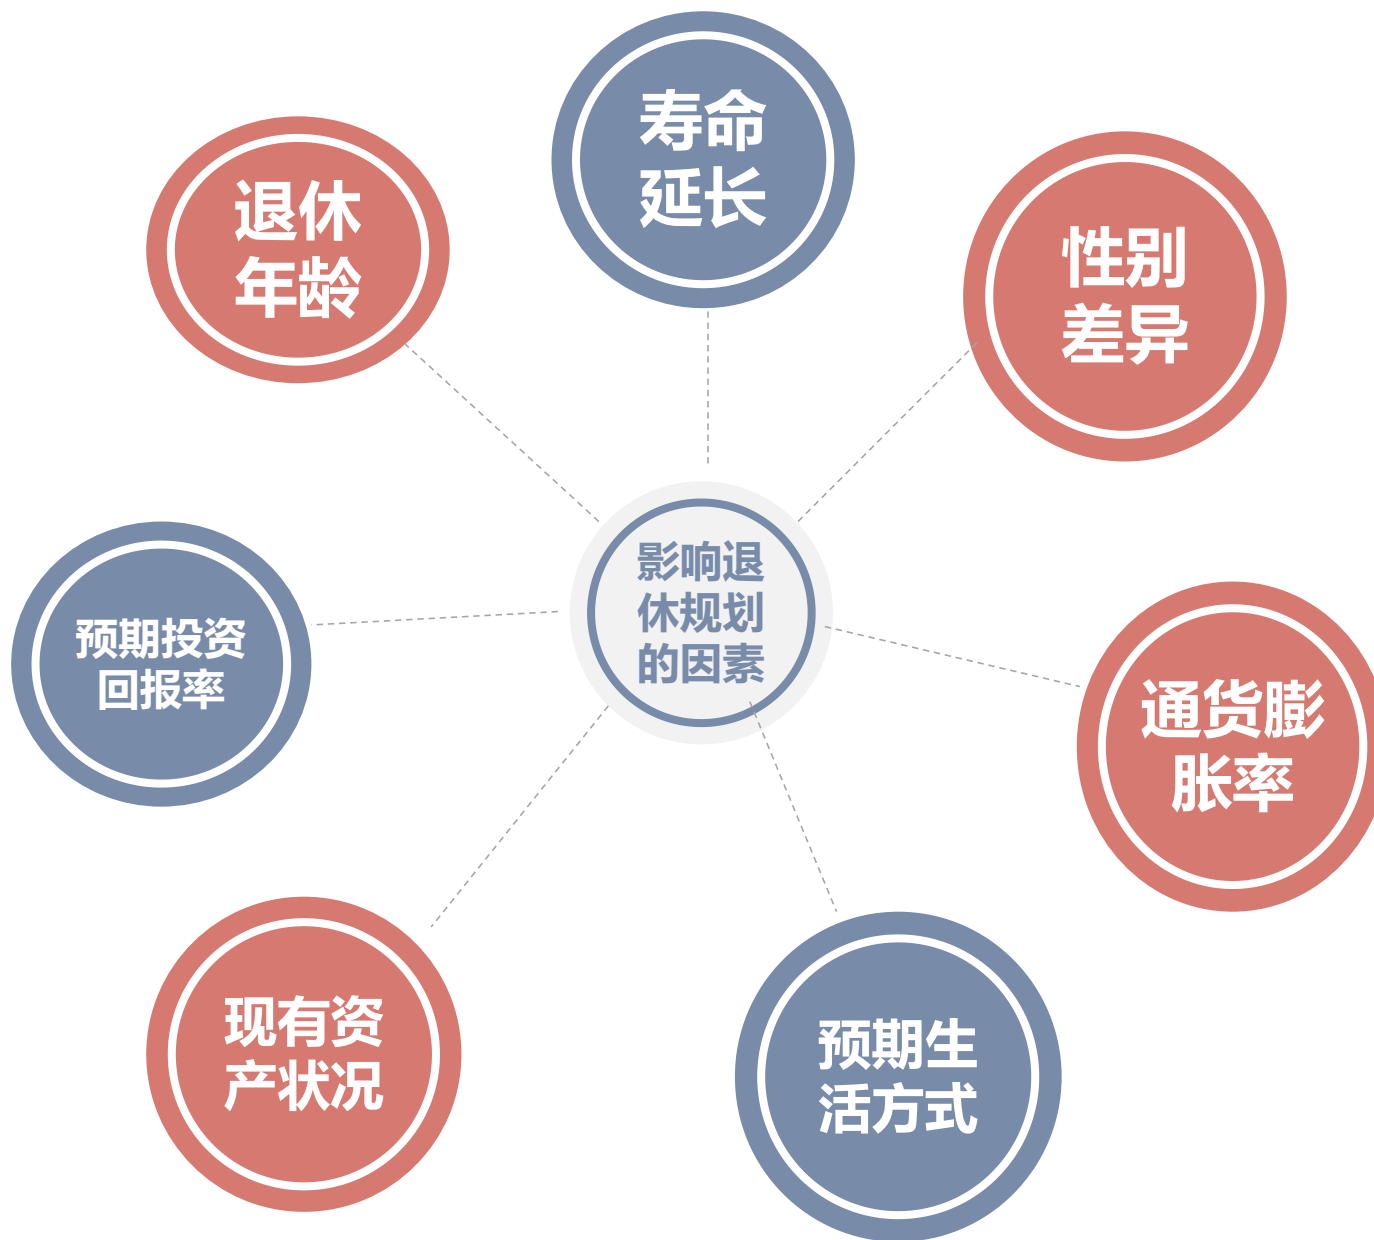 寿命
延长
退休
年龄
性别
差异
影响退
休规划
的因素
预期投资
回报率
通货膨
胀率
现有资
产状况
预期生
活方式